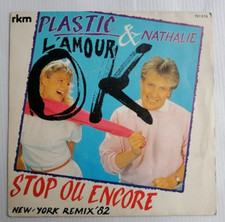 rkm
PLASTIC
& NATHALIE
L'AMOUR
OK
STOP OU ENCORE
NEW-YORK REMIX '82